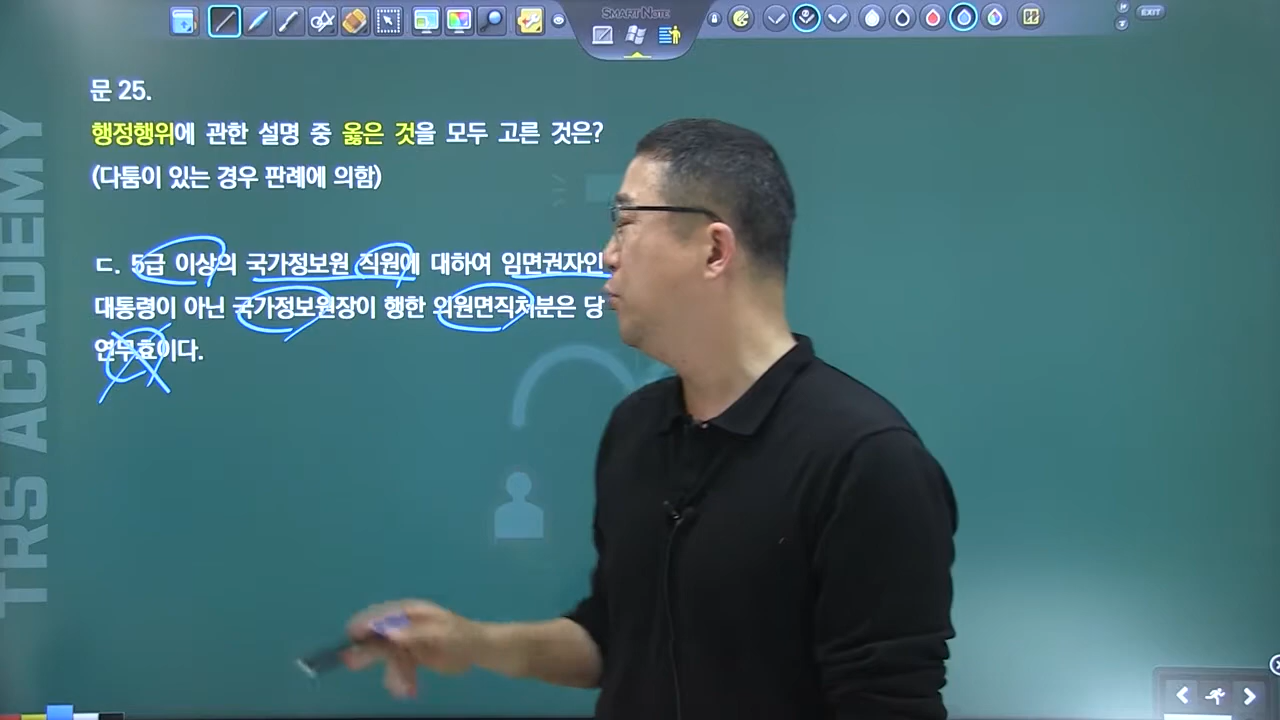 SMART NOTE
EXIT
TRS ACADEMY
문 25.
행정행위에 관한 설명 중 옳은 것을 모두 고른 것은?
(다툼이 있는 경우 판례에 의함)
ㄷ. 5급 이상의 국가정보원 직원에 대하여 임면권자인
대통령이 아닌 국가정보원장이 행한 의원면직처분은 당
연무효이다.